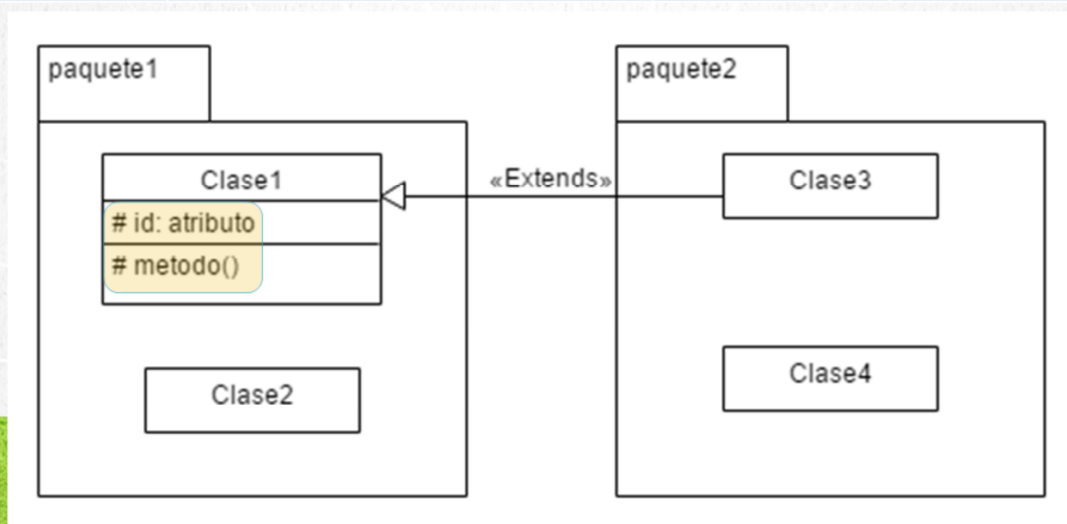 paquete1
paquete2
Clase1
# id: atributo
# metodo()
«Extends»
Clase3
Clase2
Clase4